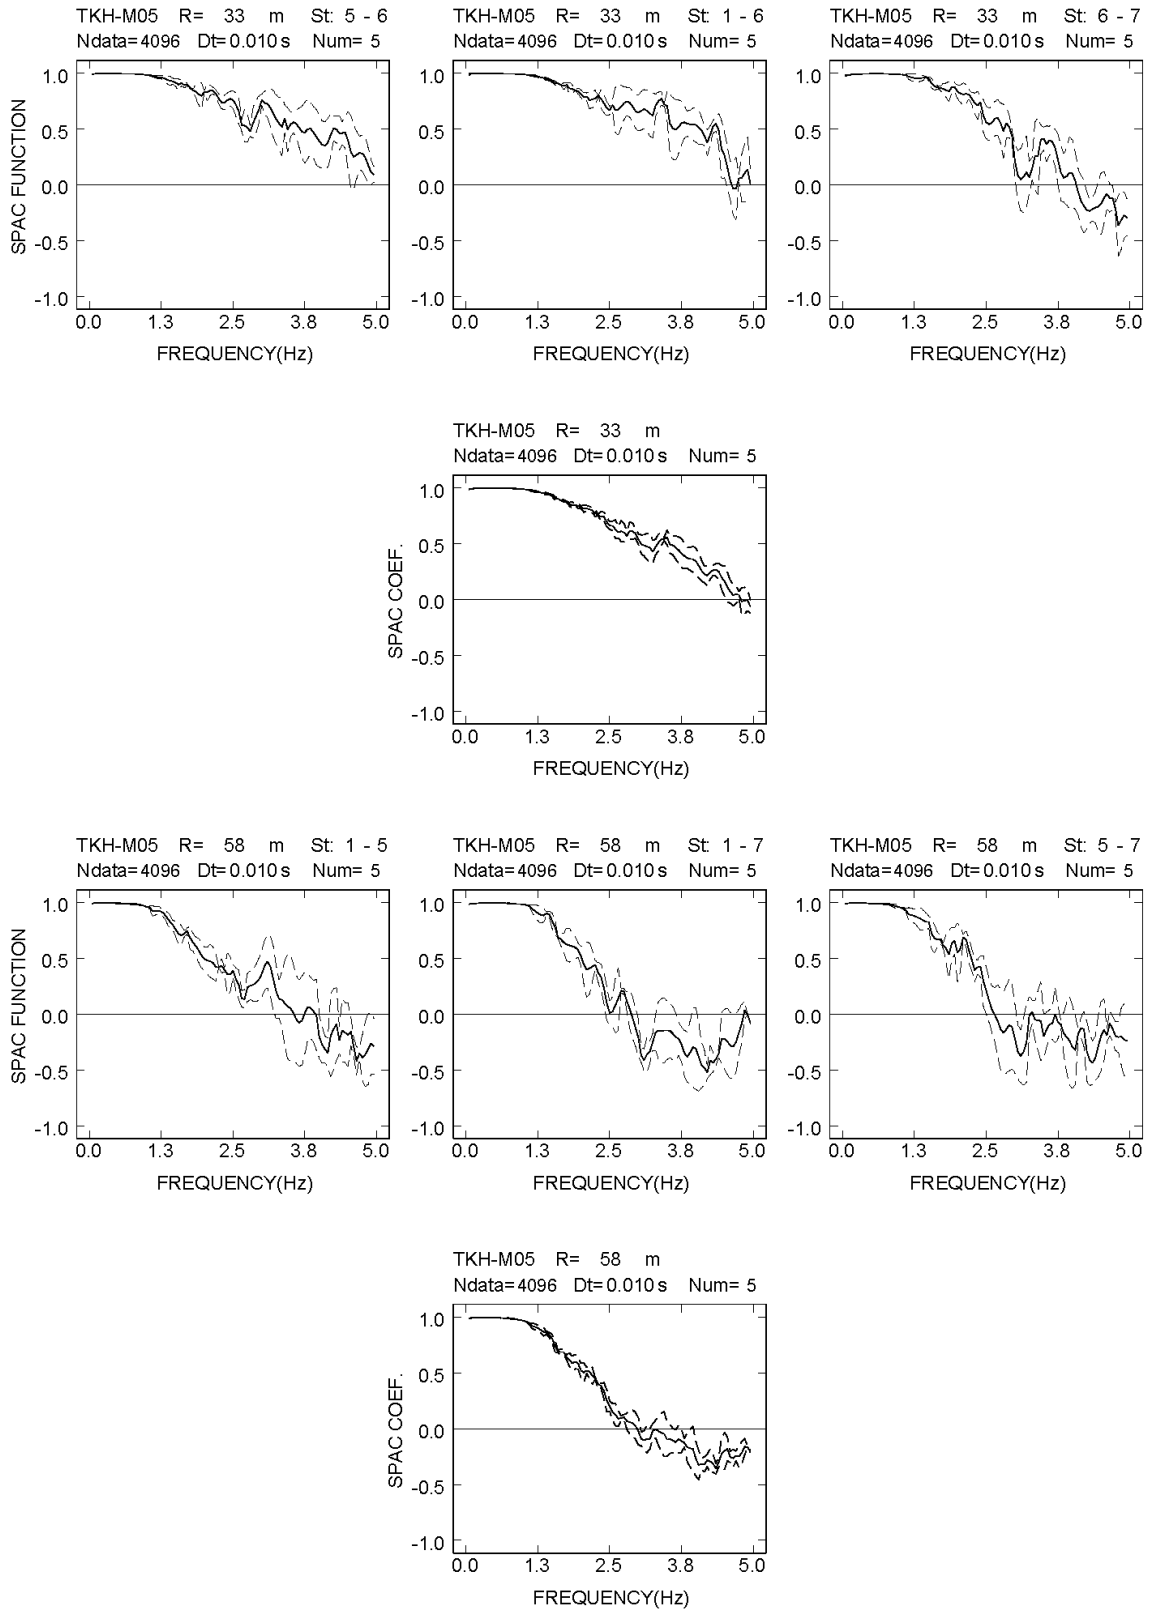 TKH-M05 R= 33 m St: 5 - 6
Ndata=4096 Dt=0.010 s Num= 5
1.0
0.5
0.0
-0.5
-1.0
SPAC FUNCTION
0.0 1.3 2.5 3.8 5.0
FREQUENCY(Hz)
TKH-M05 R= 33 m St: 1 - 6
Ndata=4096 Dt=0.010 s Num= 5
1.0
0.5
0.0
-0.5
-1.0
0.0 1.3 2.5 3.8 5.0
FREQUENCY(Hz)
TKH-M05 R= 33 m St: 6 - 7
Ndata=4096 Dt=0.010 s Num= 5
1.0
0.5
0.0
-0.5
-1.0
0.0 1.3 2.5 3.8 5.0
FREQUENCY(Hz)
TKH-M05 R= 33 m
Ndata=4096 Dt=0.010 s Num= 5
1.0
0.5
0.0
-0.5
-1.0
SPAC COEF.
0.0 1.3 2.5 3.8 5.0
FREQUENCY(Hz)
TKH-M05 R= 58 m St: 1 - 5
Ndata=4096 Dt=0.010 s Num= 5
1.0
0.5
0.0
-0.5
-1.0
SPAC FUNCTION
0.0 1.3 2.5 3.8 5.0
FREQUENCY(Hz)
TKH-M05 R= 58 m St: 1 - 7
Ndata=4096 Dt=0.010 s Num= 5
1.0
0.5
0.0
-0.5
-1.0
0.0 1.3 2.5 3.8 5.0
FREQUENCY(Hz)
TKH-M05 R= 58 m St: 5 - 7
Ndata=4096 Dt=0.010 s Num= 5
1.0
0.5
0.0
-0.5
-1.0
0.0 1.3 2.5 3.8 5.0
FREQUENCY(Hz)
TKH-M05 R= 58 m
Ndata=4096 Dt=0.010 s Num= 5
1.0
0.5
0.0
-0.5
-1.0
SPAC COEF.
0.0 1.3 2.5 3.8 5.0
FREQUENCY(Hz)